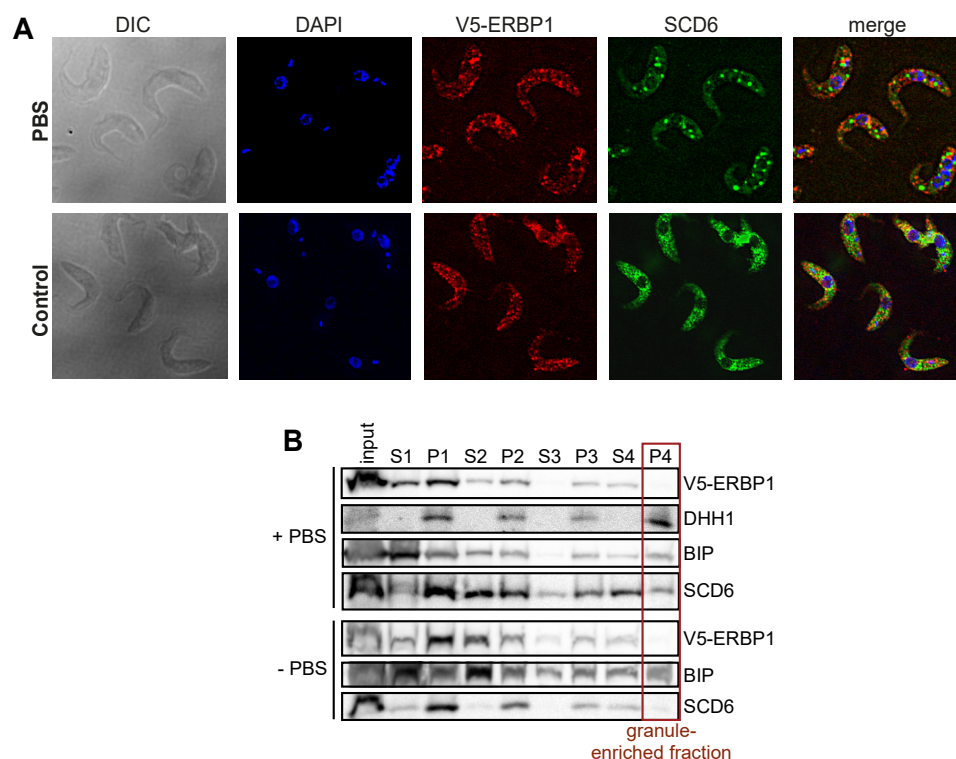 A
DIC DAPI V5-ERBP1 SCD6 merge
PBS
Control
B
input S1 P1 S2 P2 S3 P3 S4 P4
+ PBS
V5-ERBP1
DHH1
BIP
SCD6
- PBS
V5-ERBP1
BIP
SCD6
granule-
enriched fraction